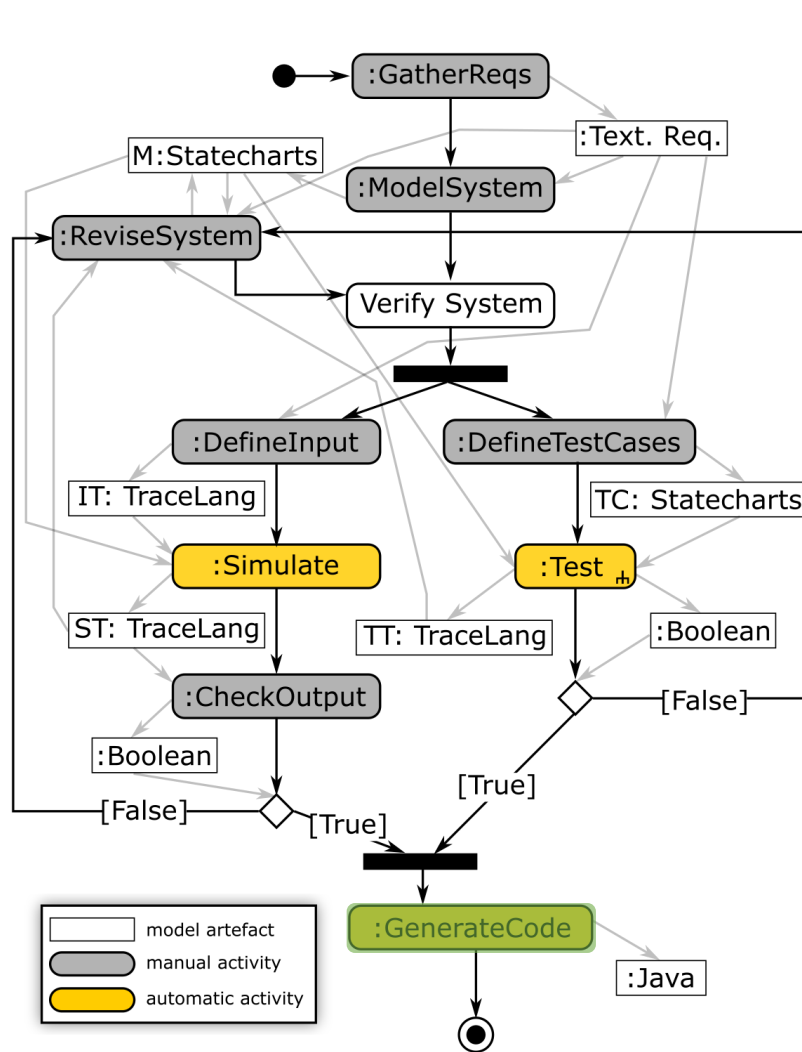 :GatherReqs
:Text. Req.
M:Statecharts
:ModelSystem
:ReviseSystem
Verify System
:DefineInput
:DefineTestCases
IT: TraceLang
TC: Statecharts
:Simulate
:Test
ST: TraceLang
TT: TraceLang
:Boolean
:CheckOutput
[False]
:Boolean
[True]
[False]
[True]
:GenerateCode
model artefact
manual activity
:Java
automatic activity